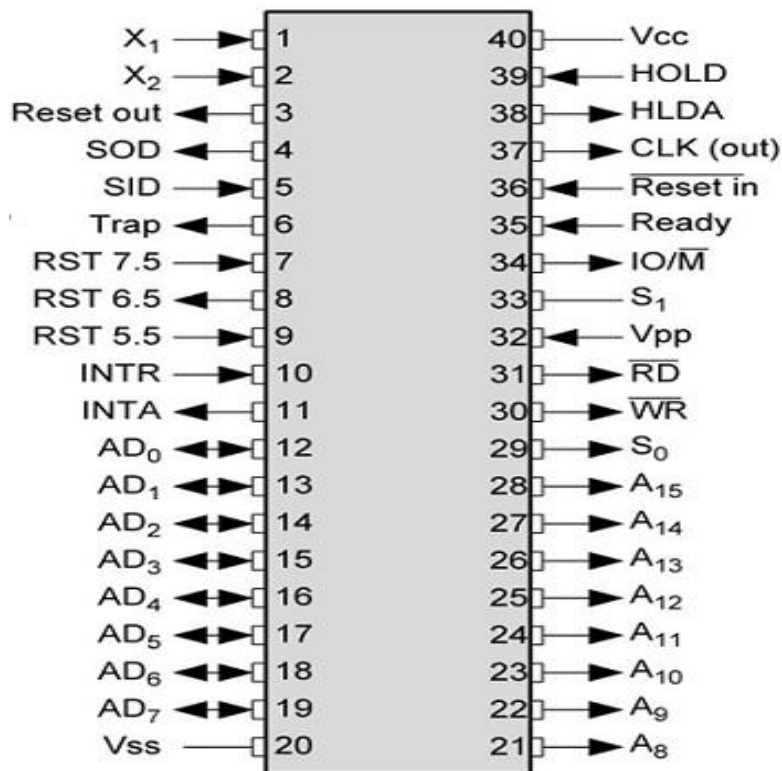 X₁ 1 40 Vcc
X₂ 2 39 HOLD
Reset out 3 38 HLDA
SOD 4 37 CLK (out)
SID 5 36 R̅e̅s̅e̅t̅ ̅i̅n̅
Trap 6 35 Ready
RST 7.5 7 34 IO/M̅
RST 6.5 8 33 S₁
RST 5.5 9 32 Vpp
INTR 10 31 R̅D̅
INTA 11 30 W̅R̅
AD₀ 12 29 S₀
AD₁ 13 28 A₁₅
AD₂ 14 27 A₁₄
AD₃ 15 26 A₁₃
AD₄ 16 25 A₁₂
AD₅ 17 24 A₁₁
AD₆ 18 23 A₁₀
AD₇ 19 22 A₉
Vss 20 21 A₈